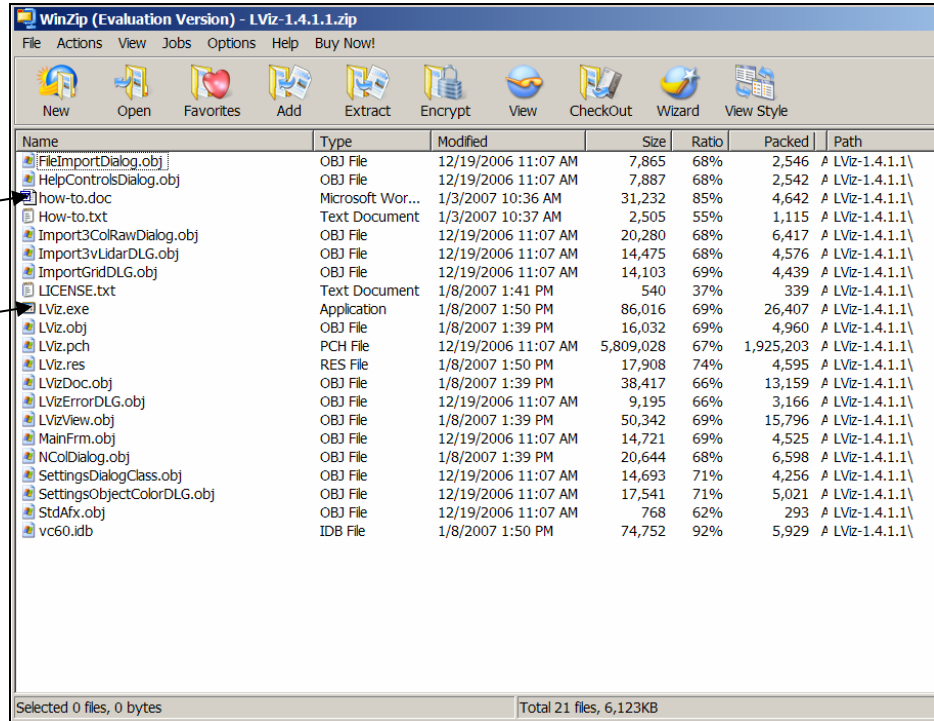 WinZip (Evaluation Version) - LViz-1.4.1.1.zip
File Actions View Jobs Options Help Buy Now!
New Open Favorites Add Extract Encrypt View CheckOut Wizard View Style
Name Type Modified Size Ratio Packed Path
FileImportDialog.obj OBJ File 12/19/2006 11:07 AM 7,865 68% 2,546 A LViz-1.4.1.1\
HelpControlsDialog.obj OBJ File 12/19/2006 11:07 AM 7,887 68% 2,542 A LViz-1.4.1.1\
how-to.doc Microsoft Wor... 1/3/2007 10:36 AM 31,232 85% 4,642 A LViz-1.4.1.1\
How-to.txt Text Document 1/3/2007 10:37 AM 2,505 55% 1,115 A LViz-1.4.1.1\
Import3ColRawDialog.obj OBJ File 12/19/2006 11:07 AM 20,280 68% 6,417 A LViz-1.4.1.1\
Import3vLidarDLG.obj OBJ File 12/19/2006 11:07 AM 14,475 68% 4,576 A LViz-1.4.1.1\
ImportGridDLG.obj OBJ File 12/19/2006 11:07 AM 14,103 69% 4,439 A LViz-1.4.1.1\
LICENSE.txt Text Document 1/8/2007 1:41 PM 540 37% 339 A LViz-1.4.1.1\
LViz.exe Application 1/8/2007 1:50 PM 86,016 69% 26,407 A LViz-1.4.1.1\
LViz.obj OBJ File 1/8/2007 1:39 PM 16,032 69% 4,960 A LViz-1.4.1.1\
LViz.pch PCH File 12/19/2006 11:07 AM 5,809,028 67% 1,925,203 A LViz-1.4.1.1\
LViz.res RES File 1/8/2007 1:50 PM 17,908 74% 4,595 A LViz-1.4.1.1\
LVizDoc.obj OBJ File 1/8/2007 1:39 PM 38,417 66% 13,159 A LViz-1.4.1.1\
LVizErrorDLG.obj OBJ File 12/19/2006 11:07 AM 9,195 66% 3,166 A LViz-1.4.1.1\
LVizView.obj OBJ File 1/8/2007 1:39 PM 50,342 69% 15,796 A LViz-1.4.1.1\
MainFrm.obj OBJ File 12/19/2006 11:07 AM 14,721 69% 4,525 A LViz-1.4.1.1\
NColDialog.obj OBJ File 1/8/2007 1:39 PM 20,644 68% 6,598 A LViz-1.4.1.1\
SettingsDialogClass.obj OBJ File 12/19/2006 11:07 AM 14,693 71% 4,256 A LViz-1.4.1.1\
SettingsObjectColorDLG.obj OBJ File 12/19/2006 11:07 AM 17,541 71% 5,021 A LViz-1.4.1.1\
StdAfx.obj OBJ File 12/19/2006 11:07 AM 768 62% 293 A LViz-1.4.1.1\
vc60.idb IDB File 1/8/2007 1:50 PM 74,752 92% 5,929 A LViz-1.4.1.1\
Selected 0 files, 0 bytes Total 21 files, 6,123KB